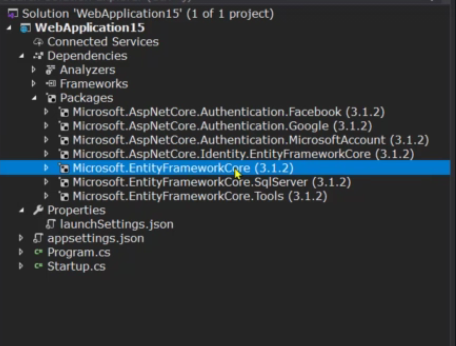 Solution 'WebApplication15' (1 of 1 project)
WebApplication15
Connected Services
Dependencies
Analyzers
Frameworks
Packages
Microsoft.AspNetCore.Authentication.Facebook (3.1.2)
Microsoft.AspNetCore.Authentication.Google (3.1.2)
Microsoft.AspNetCore.Authentication.MicrosoftAccount (3.1.2)
Microsoft.AspNetCore.Identity.EntityFrameworkCore (3.1.2)
Microsoft.EntityFrameworkCore (3.1.2)
Microsoft.EntityFrameworkCore.SqlServer (3.1.2)
Microsoft.EntityFrameworkCore.Tools (3.1.2)
Properties
launchSettings.json
appsettings.json
C# Program.cs
C# Startup.cs